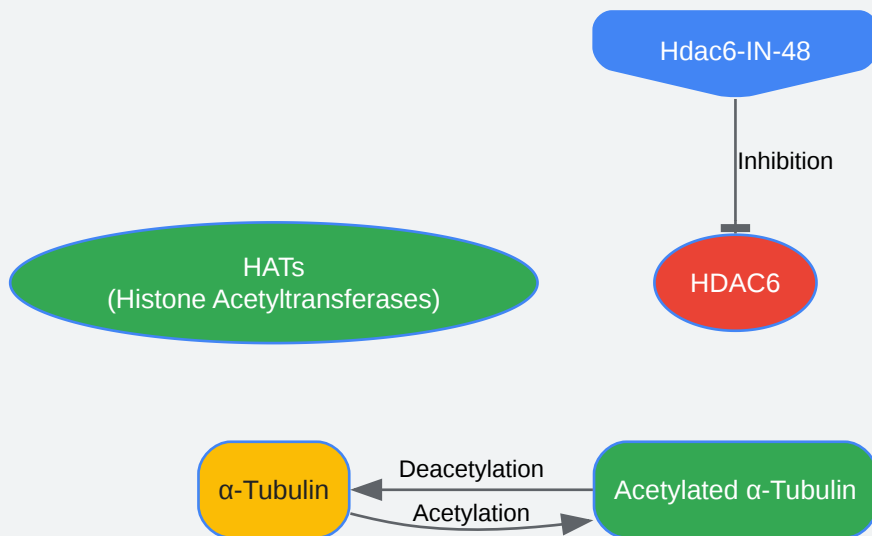 Hdac6-IN-48
Inhibition
HATs
(Histone Acetyltransferases)
HDAC6
Deacetylation
α-Tubulin
Acetylated α-Tubulin
Acetylation